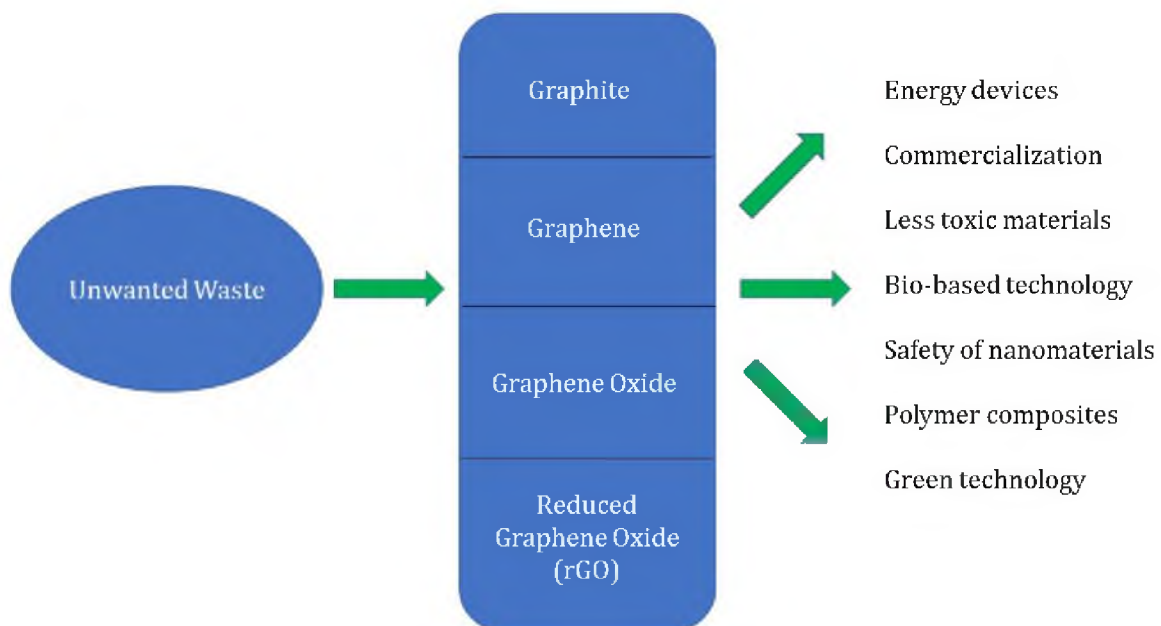 Unwanted Waste
Graphite
Graphene
Graphene Oxide
Reduced
Graphene Oxide
(rGO)
Energy devices
Commercialization
Less toxic materials
Bio-based technology
Safety of nanomaterials
Polymer composites
Green technology